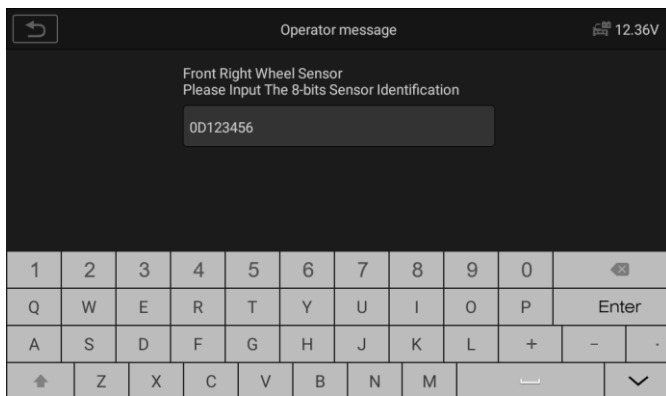 Operator message
12.36V
Front Right Wheel Sensor
Please Input The 8-bits Sensor Identification
0D123456
1 2 3 4 5 6 7 8 9 0
Q W E R T Y U I O P Enter
A S D F G H J K L + - .
Z X C V B N M